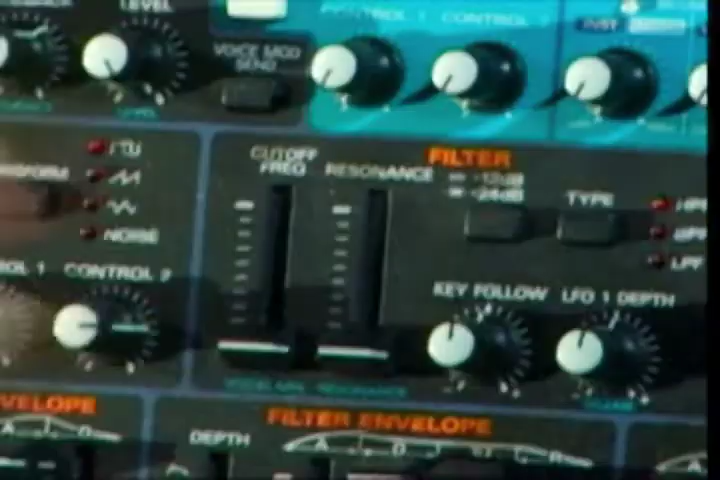 LEVEL
CONTROL 1 CONTROL 2
VOICE MOD
SEND
CUTOFF
FREQ
RESONANCE
FILTER
-12dB
-24dB
TYPE
HPF
BPF
LPF
NOISE
CONTROL 2
KEY FOLLOW
LFO 1 DEPTH
FILTER ENVELOPE
DEPTH
A D S R